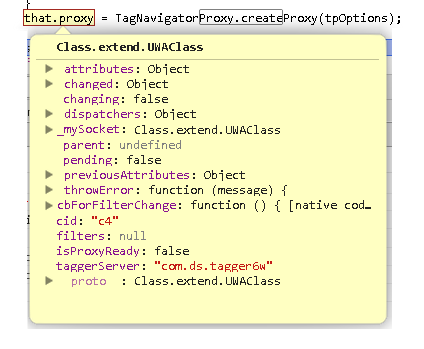 that.proxy = TagNavigatorProxy.createProxy(tpOptions);
Class.extend.UWAClass
attributes: Object
changed: Object
changing: false
dispatchers: Object
_mySocket: Class.extend.UWAClass
parent: undefined
pending: false
previousAttributes: Object
throwError: function (message) {
cbForFilterChange: function () { [native cod…
cid: "c4"
filters: null
isProxyReady: false
taggerServer: "com.ds.tagger6w"
__proto__: Class.extend.UWAClass